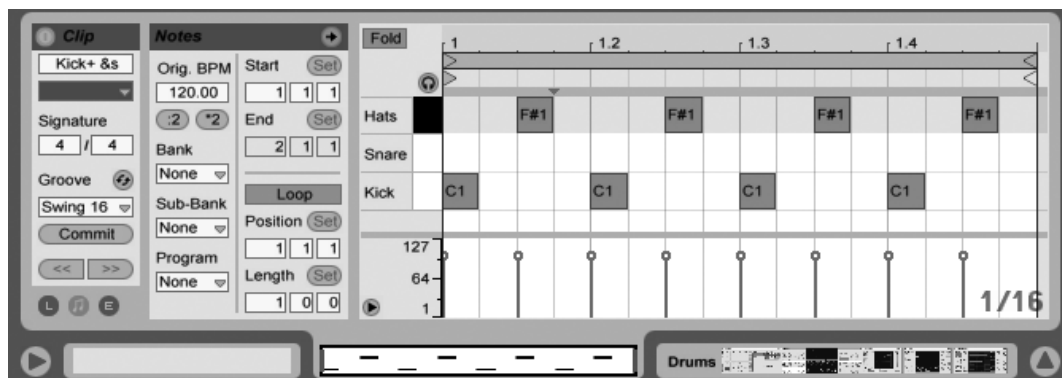 Clip
Kick+ &s
Signature
4 / 4
Groove
Swing 16
Commit
<< >>
L E
Notes
Orig. BPM
120.00
:2 *2
Bank
None
Sub-Bank
None
Program
None
Start Set
1 1 1
End Set
2 1 1
Loop
Position Set
1 1 1
Length Set
1 0 0
Fold
1 1.2 1.3 1.4
Hats F#1 F#1 F#1 F#1
Snare
Kick C1 C1 C1 C1
127
64
1
1/16
Drums